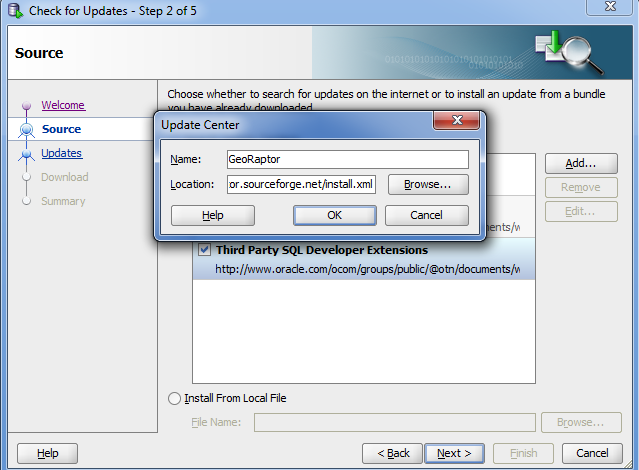 Check for Updates - Step 2 of 5
Source
Welcome
Source
Updates
Download
Summary
Choose whether to search for updates on the internet or to install an update from a bundle
you have already downloaded.
Update Center
Name: GeoRaptor
Location: or.sourceforge.net/install.xml Browse...
Help OK Cancel
Add...
Remove
Edit...
Third Party SQL Developer Extensions
http://www.oracle.com/ocom/groups/public/@otn/documents/w
Install From Local File
File Name: Browse...
Help < Back Next > Finish Cancel